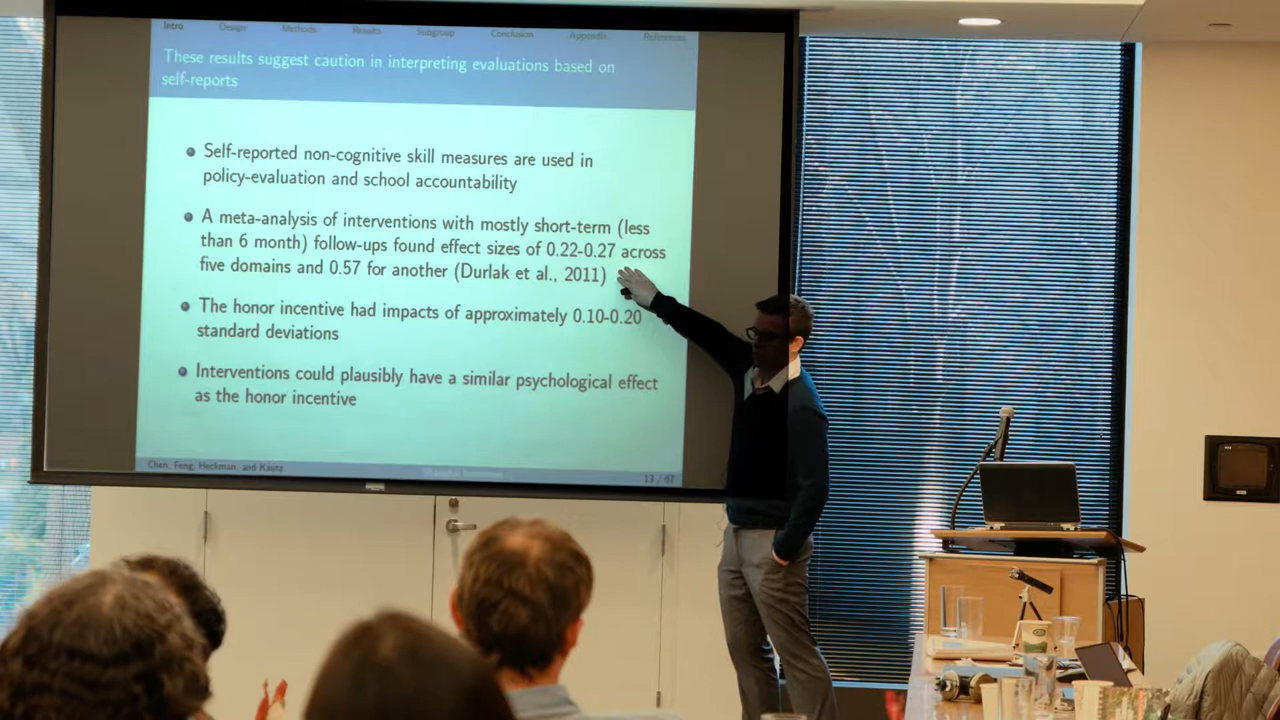 Intro Design Methods Results Subgroup Conclusion Appendix References
These results suggest caution in interpreting evaluations based on
self-reports
Self-reported non-cognitive skill measures are used in
policy-evaluation and school accountability
A meta-analysis of interventions with mostly short-term (less
than 6 month) follow-ups found effect sizes of 0.22-0.27 across
five domains and 0.57 for another (Durlak et al., 2011)
The honor incentive had impacts of approximately 0.10-0.20
standard deviations
Interventions could plausibly have a similar psychological effect
as the honor incentive
Chen, Feng, Heckman, and Kautz
13 / 67